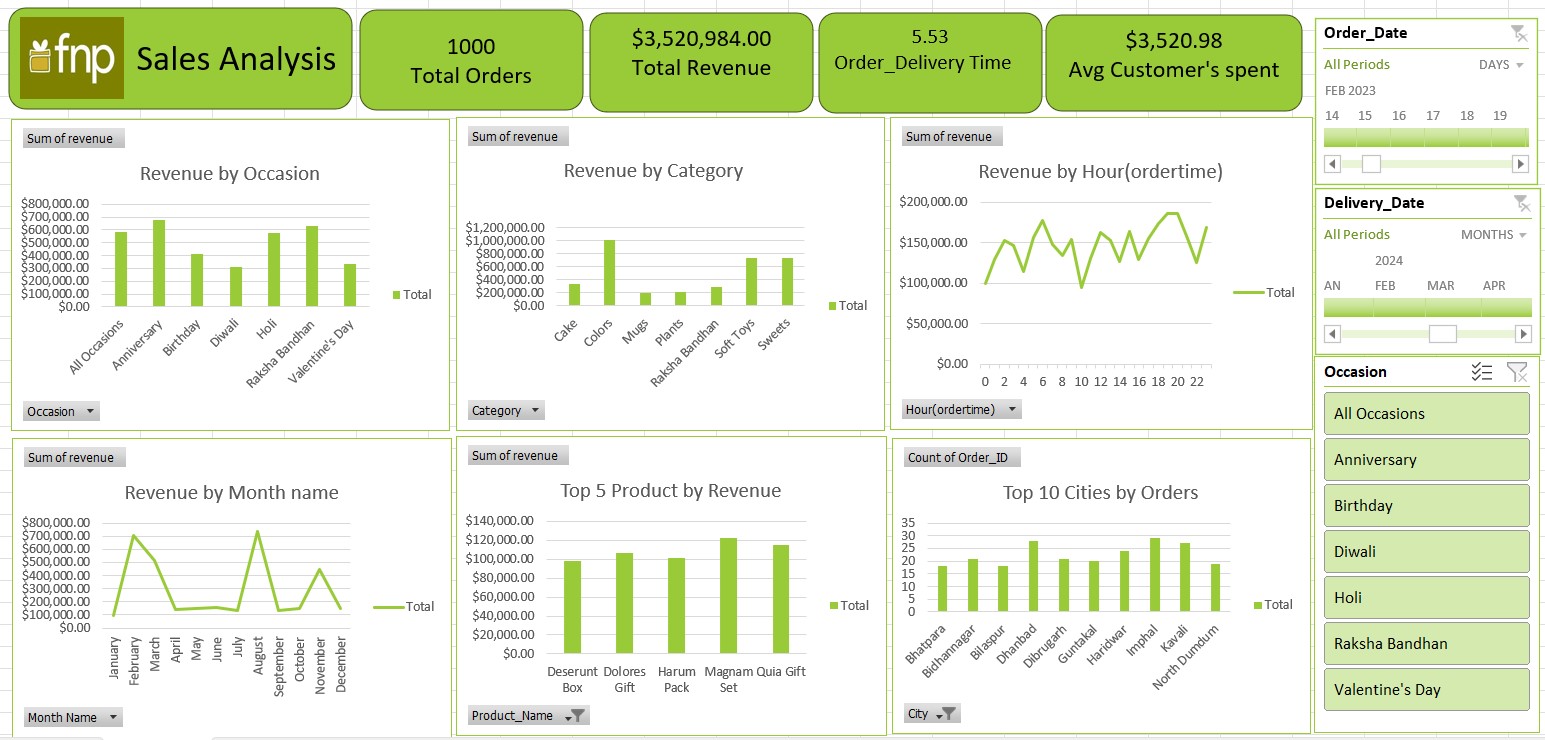 fnp
Sales Analysis
1000
Total Orders
$3,520,984.00
Total Revenue
5.53
Order_Delivery Time
$3,520.98
Avg Customer's spent
Sum of revenue
Revenue by Occasion
$800,000.00
$700,000.00
$600,000.00
$500,000.00
$400,000.00
$300,000.00
$200,000.00
$100,000.00
$0.00
All Occasions
Anniversary
Birthday
Diwali
Holi
Raksha Bandhan
Valentine's Day
Total
Occasion
Sum of revenue
Revenue by Category
$1,200,000.00
$1,000,000.00
$800,000.00
$600,000.00
$400,000.00
$200,000.00
$0.00
Cake
Colors
Mugs
Plants
Raksha Bandhan
Soft Toys
Sweets
Total
Category
Sum of revenue
Revenue by Hour(ordertime)
$200,000.00
$150,000.00
$100,000.00
$50,000.00
$0.00
0 2 4 6 8 10 12 14 16 18 20 22
Total
Hour(ordertime)
Sum of revenue
Revenue by Month name
$800,000.00
$700,000.00
$600,000.00
$500,000.00
$400,000.00
$300,000.00
$200,000.00
$100,000.00
$0.00
January
February
March
April
May
June
July
August
September
October
November
December
Total
Month Name
Sum of revenue
Top 5 Product by Revenue
$140,000.00
$120,000.00
$100,000.00
$80,000.00
$60,000.00
$40,000.00
$20,000.00
$0.00
Deserunt Dolores Harum Magnam Quia Gift
Box Gift Pack Set
Total
Product_Name
Count of Order_ID
Top 10 Cities by Orders
35
30
25
20
15
10
5
0
Bhatpara
Bidhannagar
Bilaspur
Dhanbad
Dibrugarh
Guntakal
Haridwar
Imphal
Kavali
North Dumdum
Total
City
Order_Date
All Periods DAYS
FEB 2023
14 15 16 17 18 19
Delivery_Date
All Periods MONTHS
2024
AN FEB MAR APR
Occasion
All Occasions
Anniversary
Birthday
Diwali
Holi
Raksha Bandhan
Valentine's Day